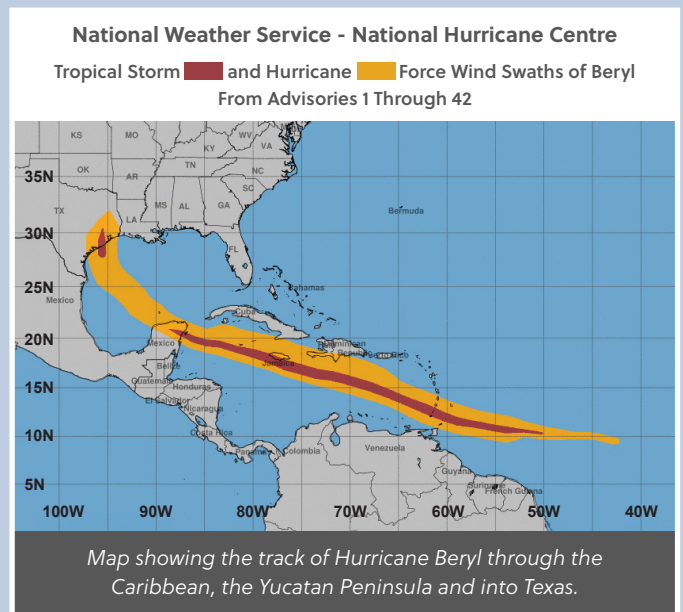 National Weather Service - National Hurricane Centre
Tropical Storm and Hurricane Force Wind Swaths of Beryl
From Advisories 1 Through 42
KS MO WV
KY VA
OK TN NC
35N AR
SC
TX MS AL GA
LA Bermuda
30N
FL
25N
Bahamas
Mexico
Cuba
20N
Mexico Dominican
Republic
Belize Jamaica
15N
Guatemala Honduras
El Salvador Nicaragua
10N Costa Rica
Panama Colombia Venezuela
Guyana
5N Suriname
French Guiana
100W 90W 80W 70W 60W 50W 40W
Map showing the track of Hurricane Beryl through the
Caribbean, the Yucatan Peninsula and into Texas.